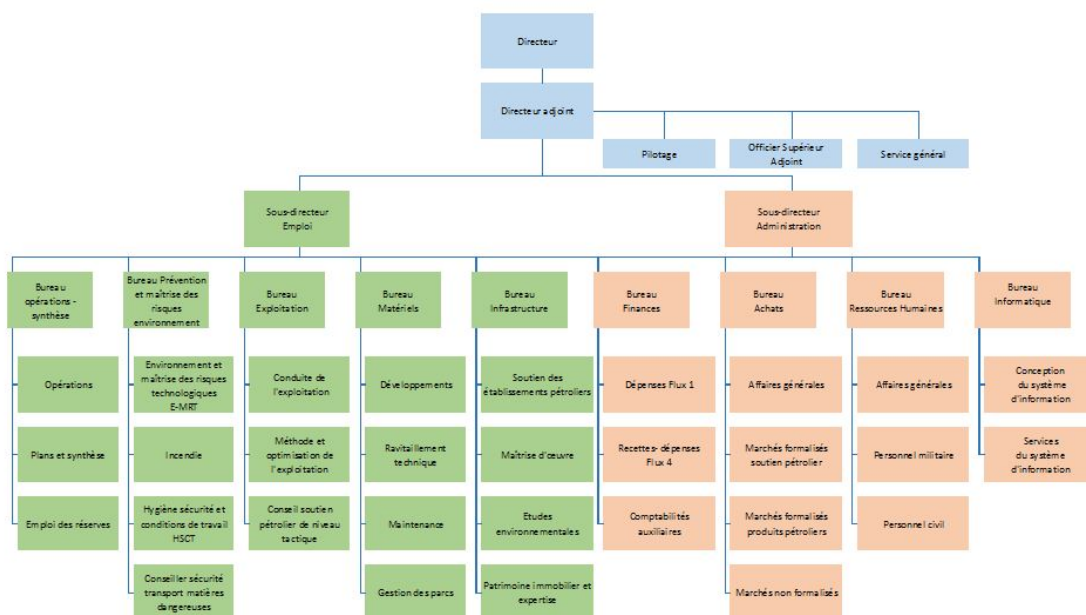 Directeur
Directeur adjoint
Pilotage
Officier Supérieur
Adjoint
Service général
Sous-directeur
Emploi
Sous-directeur
Administration
Bureau
opérations -
synthèse
Bureau Prévention
et maîtrise des
risques
environnement
Bureau
Exploitation
Bureau
Matériels
Bureau
Infrastructure
Bureau
Finances
Bureau
Achats
Bureau
Ressources Humaines
Bureau
Informatique
Opérations
Environnement et
maîtrise des risques
technologiques
E-MRT
Conduite de
l'exploitation
Développements
Soutien des
établissements pétroliers
Dépenses Flux 1
Affaires générales
Affaires générales
Conception
du système
d'information
Plans et synthèse
Incendie
Méthode et
optimisation de
l'exploitation
Ravitaillement
technique
Maîtrise d'œuvre
Recettes- dépenses
Flux 4
Marchés formalisés
soutien pétrolier
Personnel militaire
Services
du système
d'information
Emploi des réserves
Hygiène sécurité et
conditions de travail
HSCT
Conseil soutien
pétrolier de niveau
tactique
Maintenance
Etudes
environnementales
Comptabilités
auxiliaires
Marchés formalisés
produits pétroliers
Personnel civil
Conseiller sécurité
transport matières
dangereuses
Gestion des parcs
Patrimoine immobilier et
expertise
Marchés non formalisés